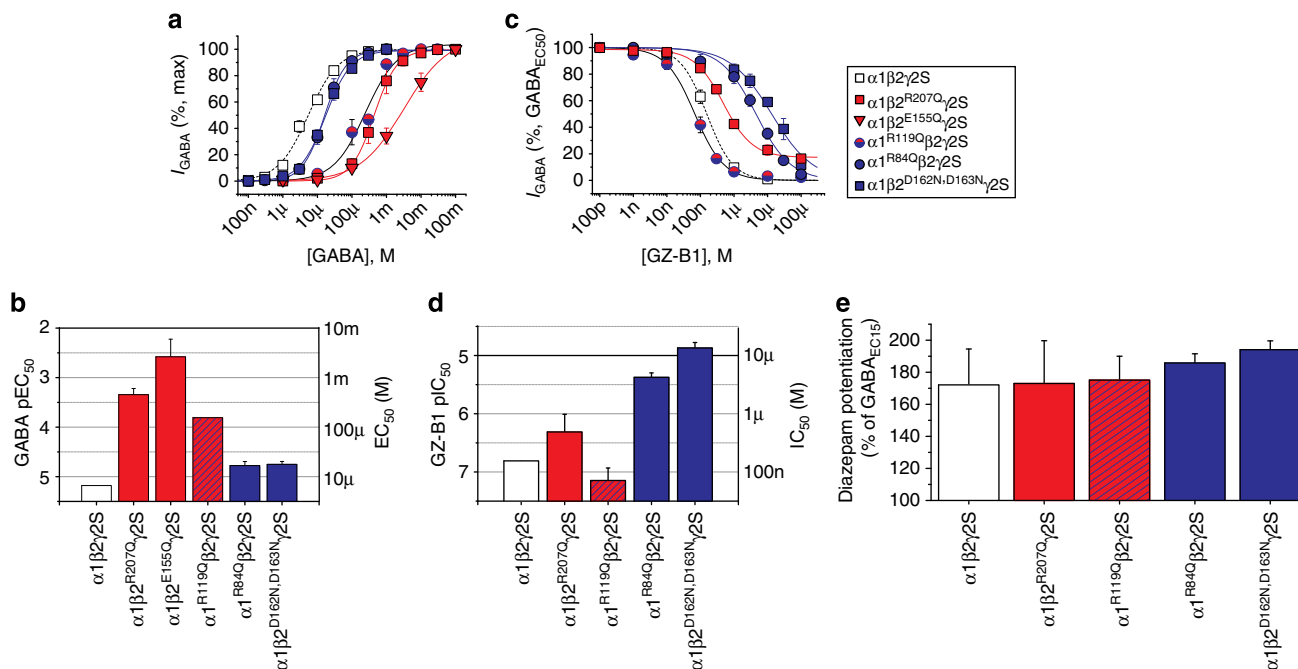 a
I_GABA (%, max)
100
80
60
40
20
0
100n
1μ
10μ
100μ
1m
10m
100m
[GABA], M
c
I_GABA (%, GABA_EC50)
100
80
60
40
20
0
100p
1n
10n
100n
1μ
10μ
100μ
[GZ-B1], M
α1β2γ2S
α1β2^R207Qγ2S
α1β2^E155Qγ2S
α1^R119Qβ2γ2S
α1^R84Qβ2γ2S
α1β2^D162N,D163Nγ2S
b
GABA pEC_50
2
3
4
5
10m
1m
100μ
10μ
EC_50 (M)
α1β2γ2S
α1β2^R207Qγ2S
α1β2^E155Qγ2S
α1^R119Qβ2γ2S
α1^R84Qβ2γ2S
α1β2^D162N,D163Nγ2S
d
GZ-B1 pIC_50
5
6
7
10μ
1μ
100n
IC_50 (M)
α1β2γ2S
α1β2^R207Qγ2S
α1^R119Qβ2γ2S
α1^R84Qβ2γ2S
α1β2^D162N,D163Nγ2S
e
Diazepam potentiation
(% of GABA_EC15)
200
180
160
140
120
100
α1β2γ2S
α1β2^R207Qγ2S
α1^R119Qβ2γ2S
α1^R84Qβ2γ2S
α1β2^D162N,D163Nγ2S